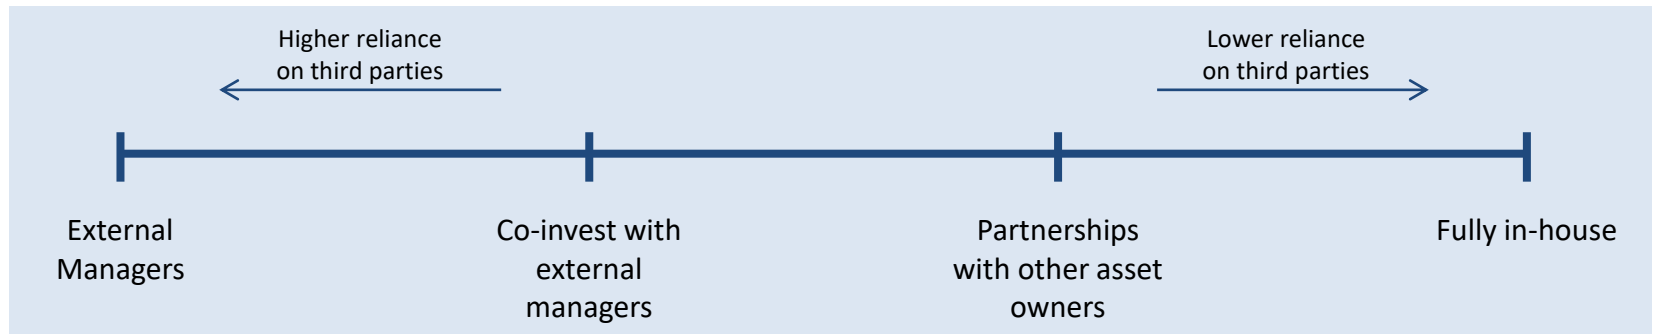 Higher reliance
on third parties
Lower reliance
on third parties
External
Managers
Co-invest with
external
managers
Partnerships
with other asset
owners
Fully in-house